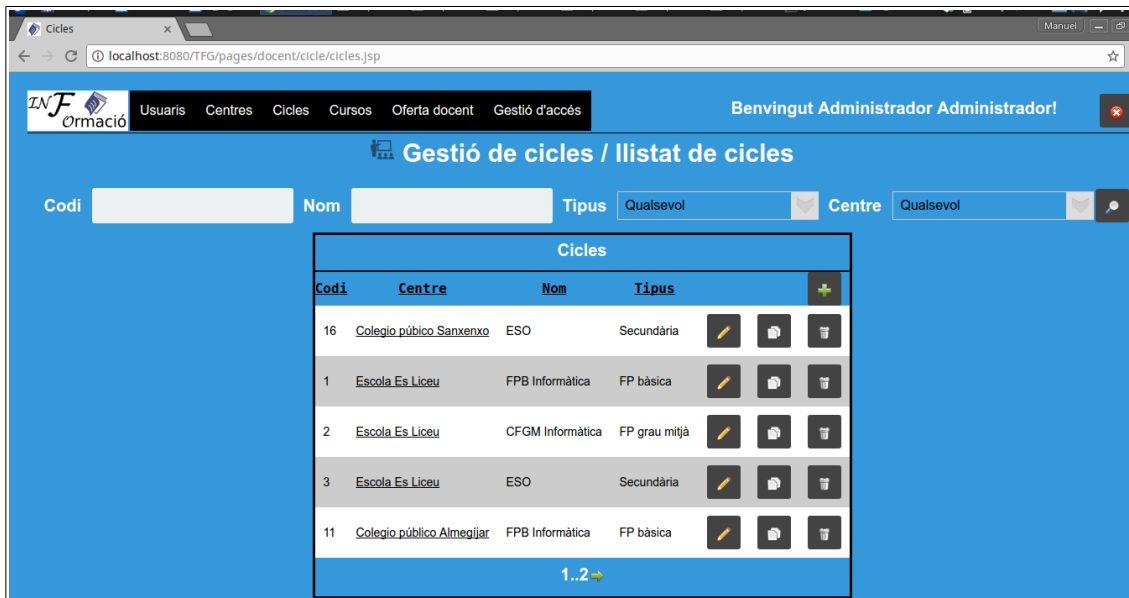 Cicles
Manuel
localhost:8080/TFG/pages/docent/cicle/cicles.jsp
INFOrmació
Usuaris Centres Cicles Cursos Oferta docent Gestió d'accés
Benvingut Administrador Administrador!
Gestió de cicles / llistat de cicles
Codi Nom Tipus Qualsevol Centre Qualsevol
Cicles
Codi Centre Nom Tipus
16 Colegio púbico Sanxenxo ESO Secundària
1 Escola Es Liceu FPB Informàtica FP bàsica
2 Escola Es Liceu CFGM Informàtica FP grau mitjà
3 Escola Es Liceu ESO Secundària
11 Colegio público Almegíjar FPB Informàtica FP bàsica
1..2